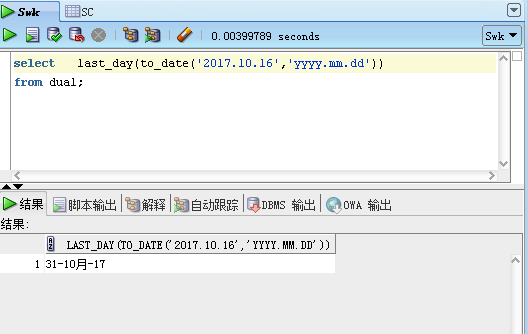 Swk SC
0.00399789 seconds Swk
select last_day(to_date('2017.10.16','yyyy.mm.dd'))
from dual;
结果 脚本输出 解释 自动跟踪 DBMS 输出 OWA 输出
结果:
LAST_DAY(TO_DATE('2017.10.16','YYYY.MM.DD'))
1 31-10月-17